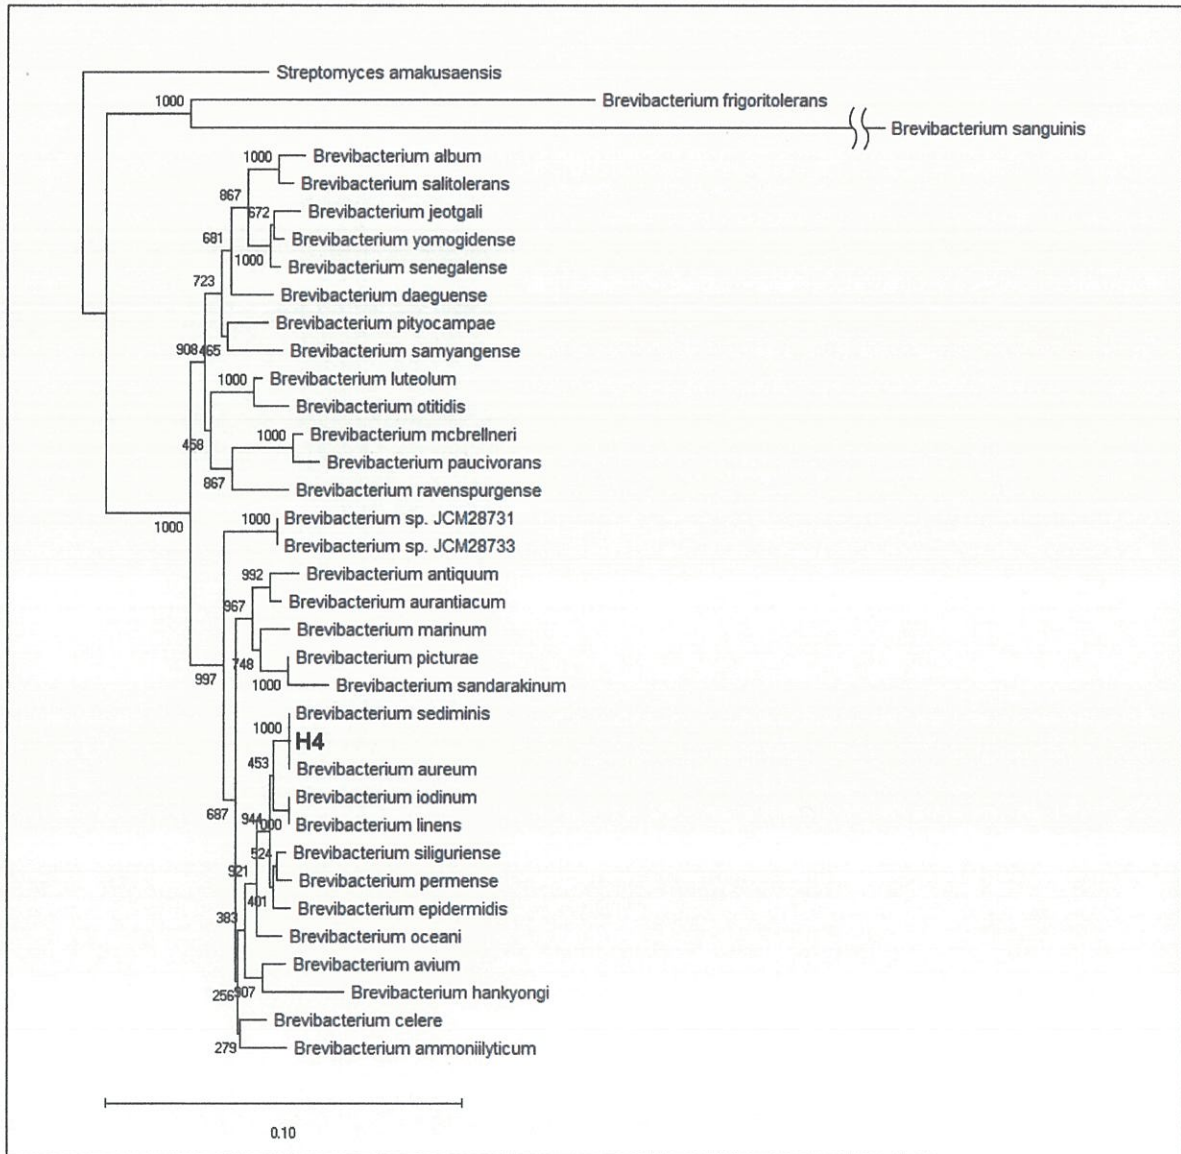 Streptomyces amakusaensis
1000
Brevibacterium frigoritolerans
Brevibacterium sanguinis
1000
Brevibacterium album
Brevibacterium salitolerans
867
672
Brevibacterium jeotgali
681
Brevibacterium yomogidense
1000
Brevibacterium senegalense
723
Brevibacterium daeguense
Brevibacterium pityocampae
908
465
Brevibacterium samyangense
1000
Brevibacterium luteolum
Brevibacterium otitidis
458
1000
Brevibacterium mcbrellneri
Brevibacterium paucivorans
867
Brevibacterium ravenspurgense
1000
1000
Brevibacterium sp. JCM28731
Brevibacterium sp. JCM28733
992
Brevibacterium antiquum
967
Brevibacterium aurantiacum
Brevibacterium marinum
748
Brevibacterium picturae
997
1000
Brevibacterium sandarakinum
Brevibacterium sediminis
1000
H4
453
Brevibacterium aureum
Brevibacterium iodinum
687
944
1000
Brevibacterium linens
524
Brevibacterium siliguriense
921
Brevibacterium permense
401
Brevibacterium epidermidis
383
Brevibacterium oceani
Brevibacterium avium
256
907
Brevibacterium hankyongi
Brevibacterium celere
279
Brevibacterium ammoniilyticum
0.10